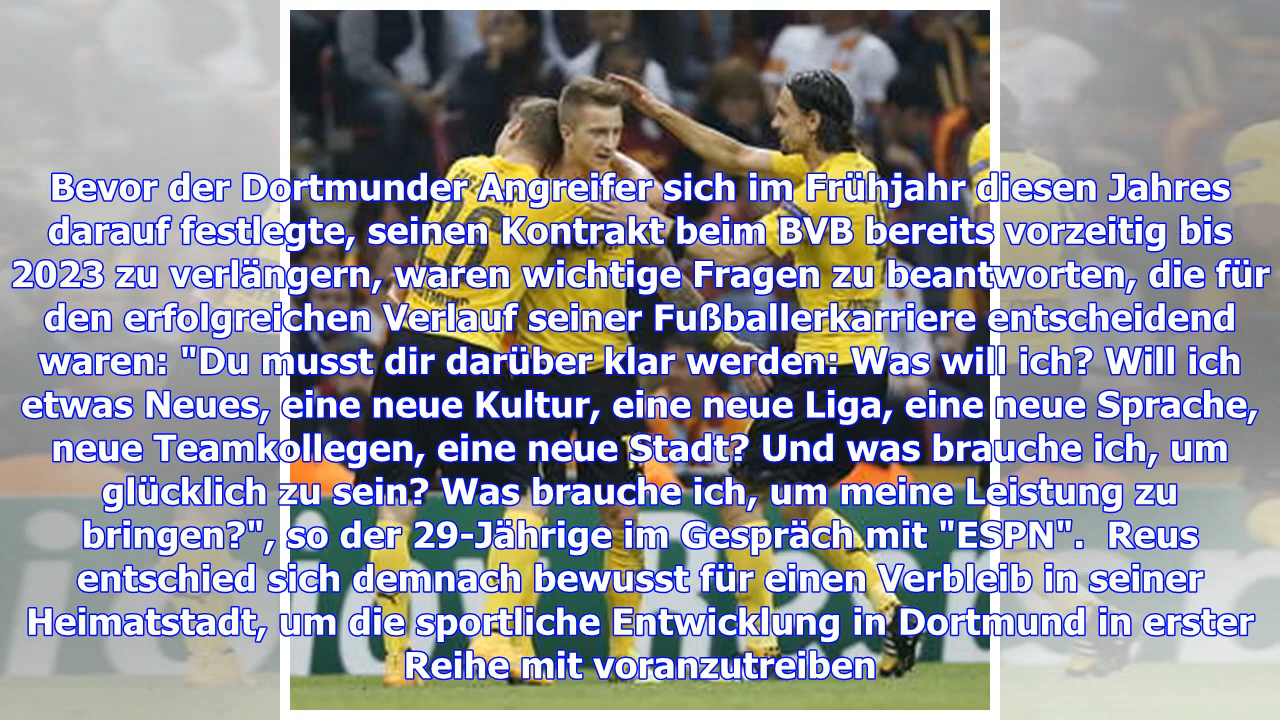 Bevor der Dortmunder Angreifer sich im Frühjahr diesen Jahres
darauf festlegte, seinen Kontrakt beim BVB bereits vorzeitig bis
2023 zu verlängern, waren wichtige Fragen zu beantworten, die für
den erfolgreichen Verlauf seiner Fußballerkarriere entscheidend
waren: "Du musst dir darüber klar werden: Was will ich? Will ich
etwas Neues, eine neue Kultur, eine neue Liga, eine neue Sprache,
neue Teamkollegen, eine neue Stadt? Und was brauche ich, um
glücklich zu sein? Was brauche ich, um meine Leistung zu
bringen?", so der 29-Jährige im Gespräch mit "ESPN".  Reus
entschied sich demnach bewusst für einen Verbleib in seiner
Heimatstadt, um die sportliche Entwicklung in Dortmund in erster
Reihe mit voranzutreiben